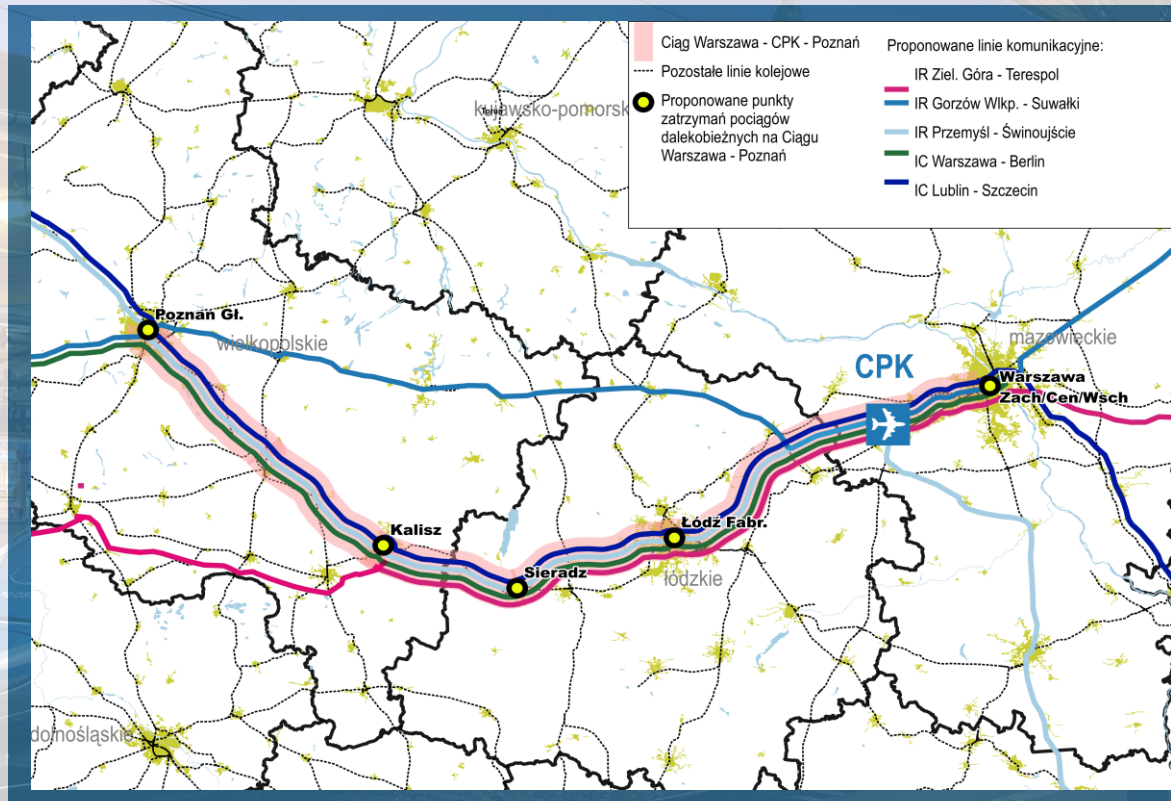 Ciąg Warszawa - CPK - Poznań
Pozostałe linie kolejowe
Proponowane punkty
zatrzymań pociągów
dalekobieżnych na Ciągu
Warszawa - Poznań
Proponowane linie komunikacyjne:
IR Ziel. Góra - Terespol
IR Gorzów Wlkp. - Suwałki
IR Przemyśl - Świnoujście
IC Warszawa - Berlin
IC Lublin - Szczecin
kujawsko-pomorsk
Poznań Gł.
wielkopolskie
mazowieckie
CPK
Warszawa
Zach/Cen/Wsch
Kalisz
Łódź Fabr.
Sieradz
łódzkie
dolnośląskie